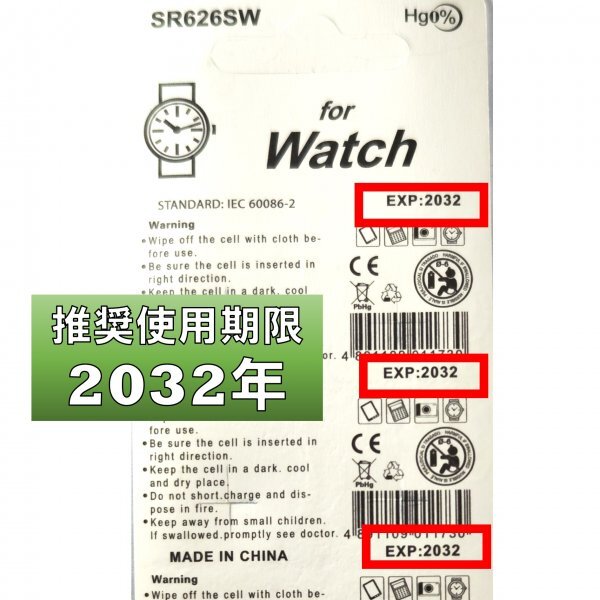 SR626SW
Hg0%
for
Watch
STANDARD: IEC 60086-2
EXP:2032
Warning
•Wipe off the cell with cloth be-
fore use.
•Be sure the cell is inserted in
right direction.
•Keep the cell in a dark. cool
PbHg
推奨使用期限
2032年
EXP:2032
fore use.
•Be sure the cell is inserted in
right direction.
•Keep the cell in a dark. cool
and dry place.
•Do not short.charge and dis-
pose in fire.
•Keep away from small children.
If swallowed.promptly see doctor.
PbHg
MADE IN CHINA
EXP:2032
Warning
•Wipe off the cell with cloth be-